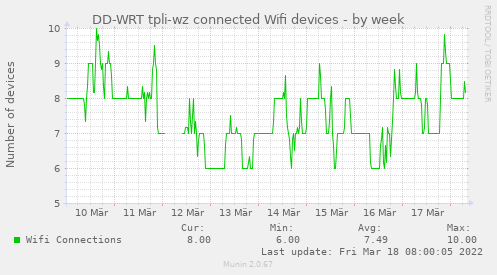 DD-WRT tpli-wz connected Wifi devices - by week
RRDTOOL / TOBI OETIKER
Number of devices
10
9
8
7
6
5
10 Mär 11 Mär 12 Mär 13 Mär 14 Mär 15 Mär 16 Mär 17 Mär
Cur: Min: Avg: Max:
Wifi Connections 8.00 6.00 7.49 10.00
Last update: Fri Mar 18 08:00:05 2022
Munin 2.0.67